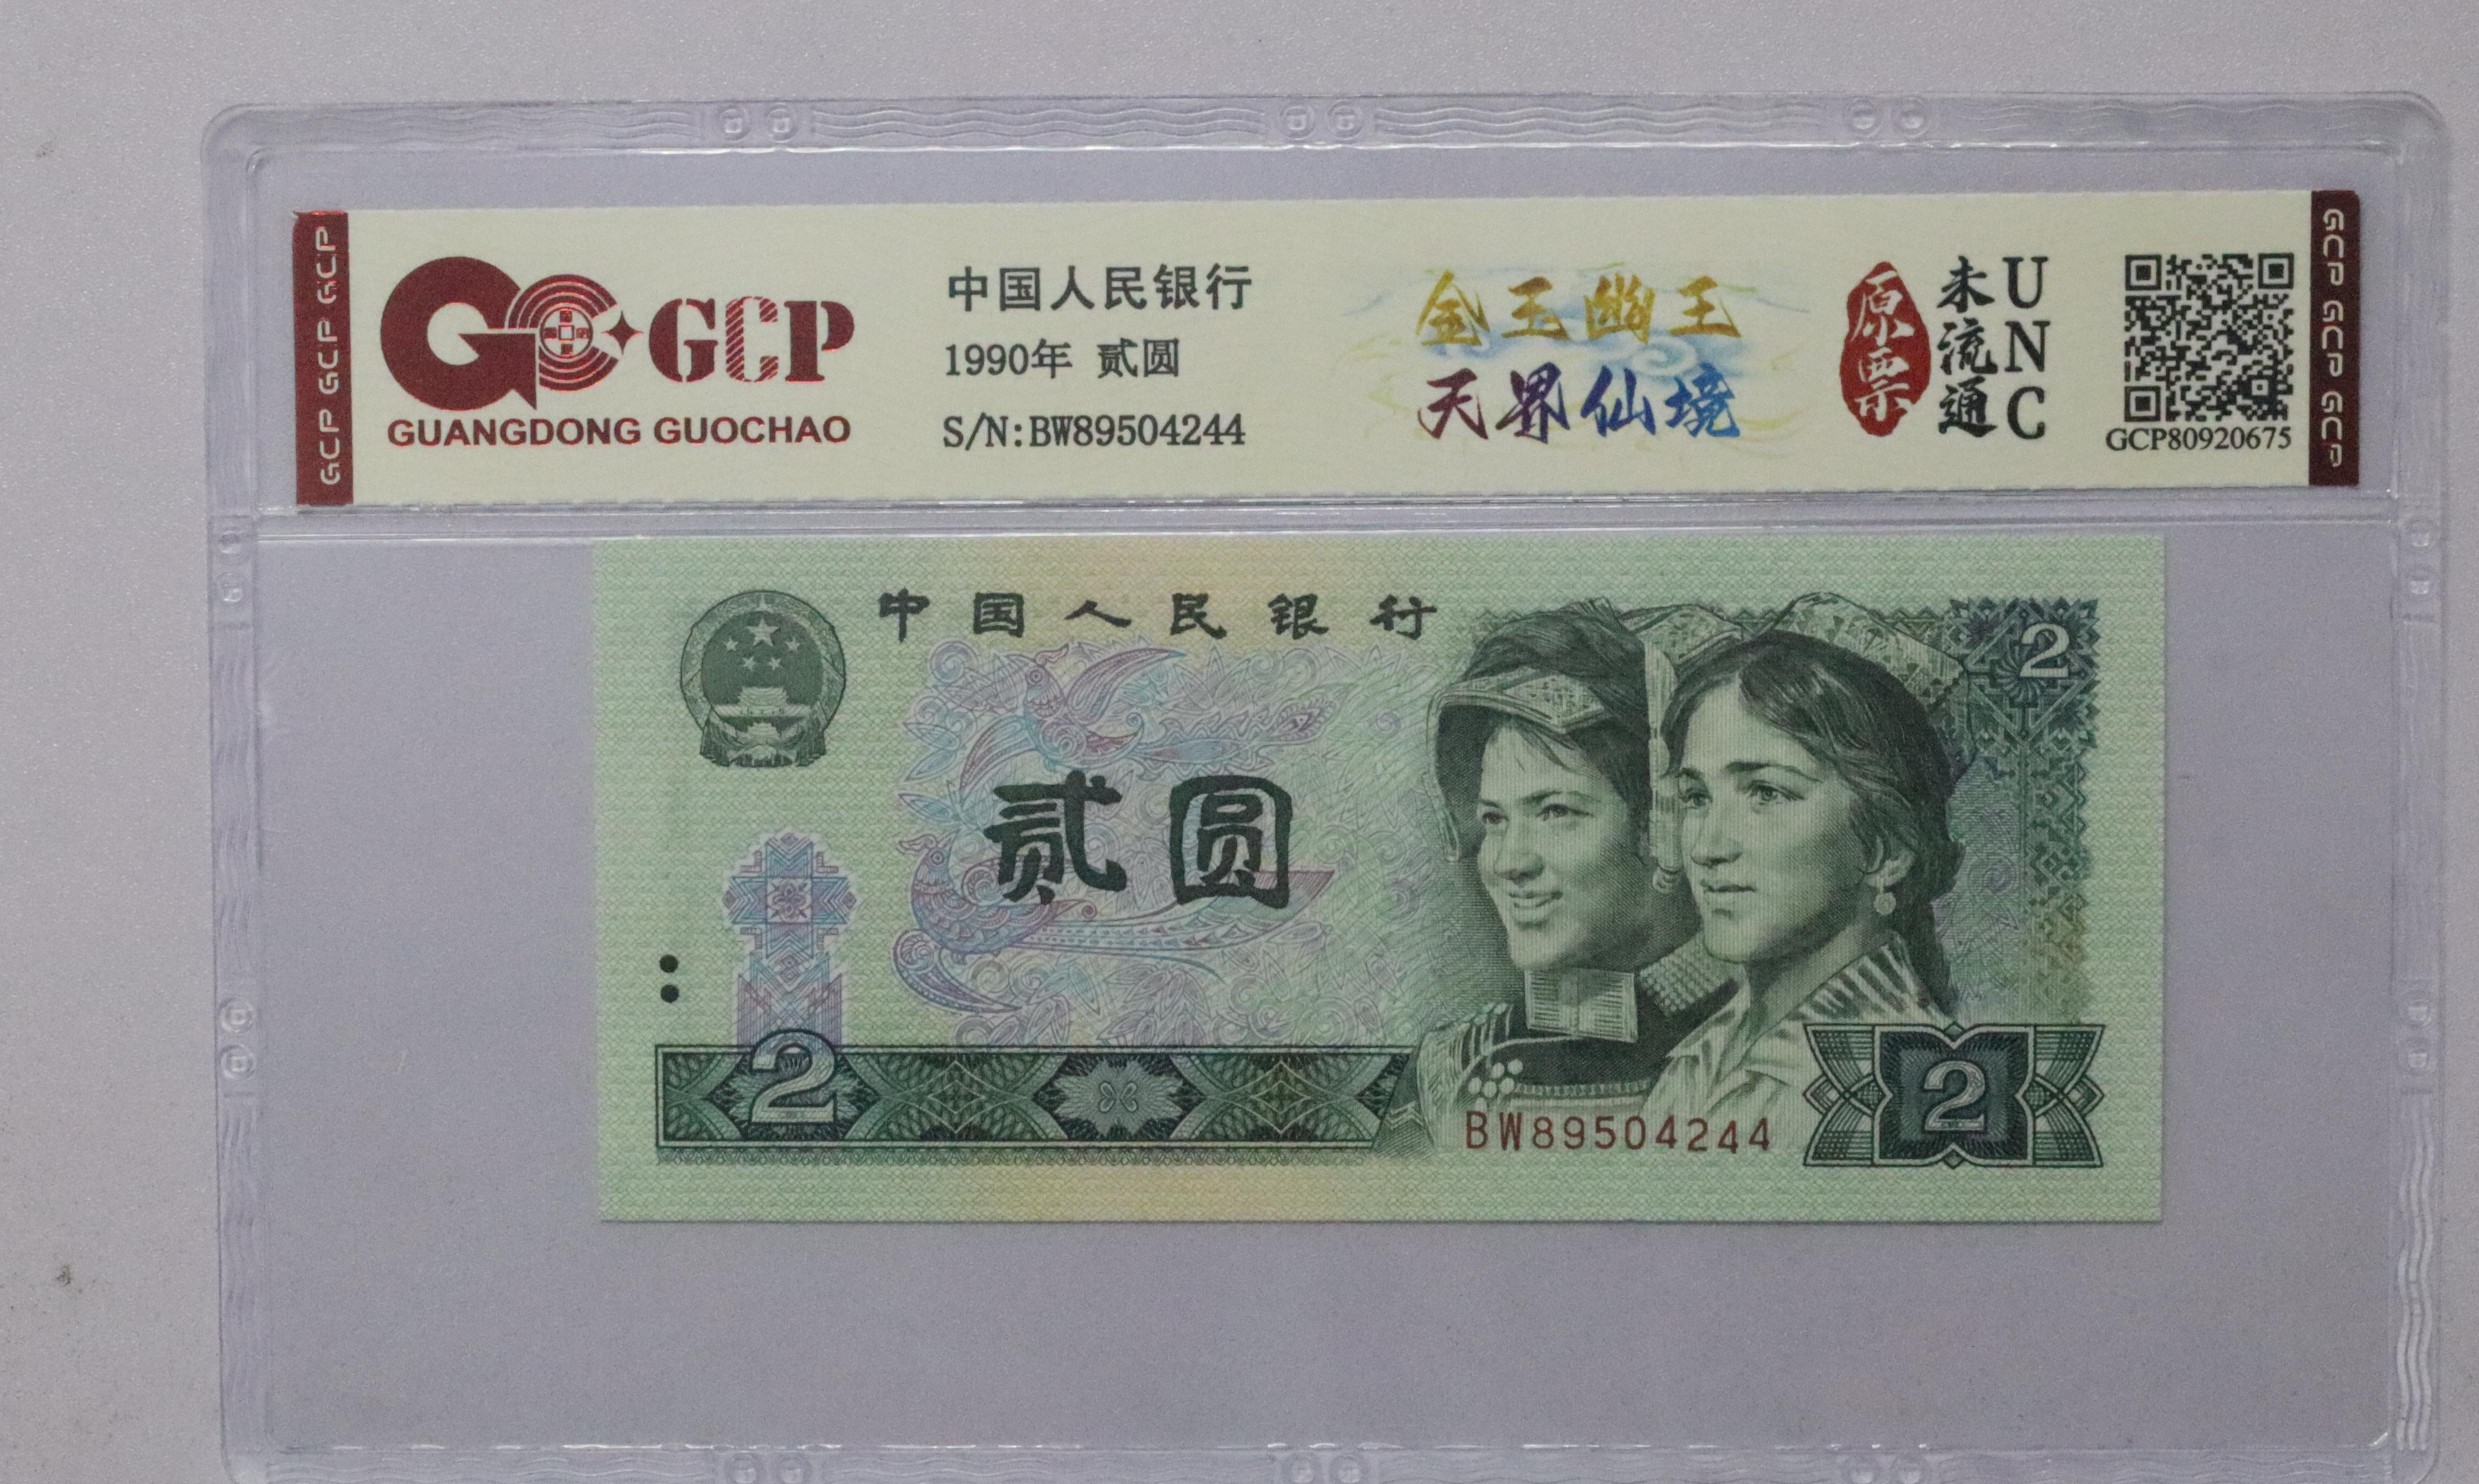 GCP GCP GCP
GCP
GUANGDONG GUOCHAO
中国人民银行
1990年 贰圆
S/N:BW89504244
金玉幽王
天界仙境
原票
未流通
UNC
GCP80920675
GCP GCP GCP
中国人民银行
2
贰圆
2
BW89504244
2